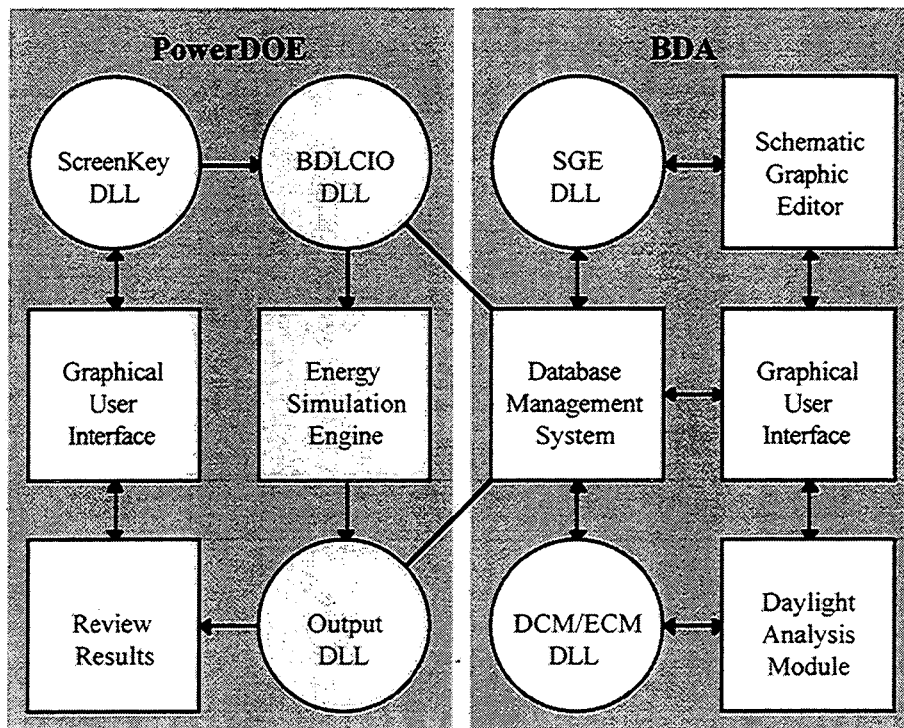 PowerDOE
BDA
ScreenKey
DLL
BDLCIO
DLL
SGE
DLL
Schematic
Graphic
Editor
Graphical
User
Interface
Energy
Simulation
Engine
Database
Management
System
Graphical
User
Interface
Review
Results
Output
DLL
DCM/ECM
DLL
Daylight
Analysis
Module